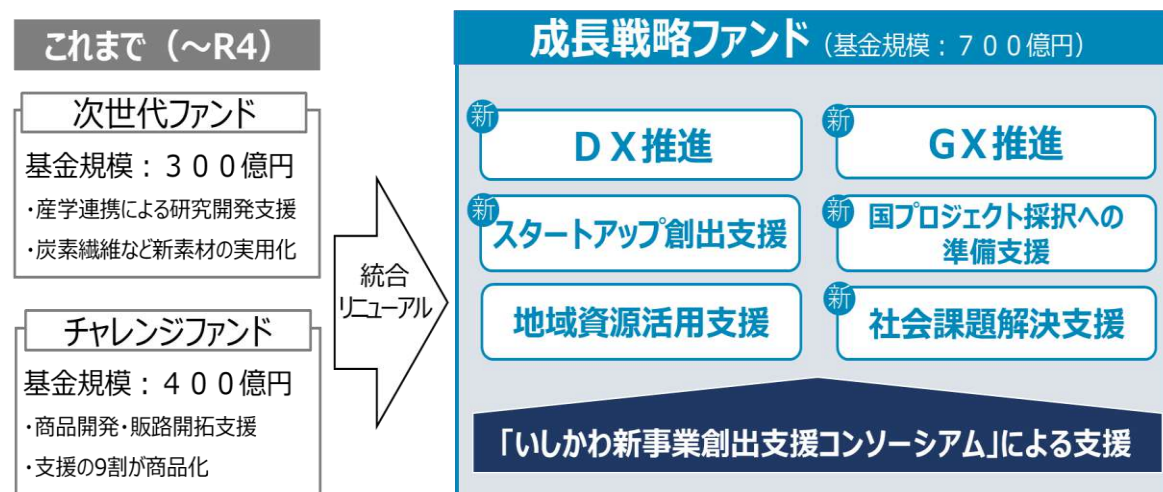 これまで（～R4）
次世代ファンド
基金規模：３００億円
・産学連携による研究開発支援
・炭素繊維など新素材の実用化
チャレンジファンド
基金規模：４００億円
・商品開発・販路開拓支援
・支援の9割が商品化
統合
リニューアル
成長戦略ファンド（基金規模：７００億円）
新
ＤＸ推進
新
ＧＸ推進
新
スタートアップ創出支援
新
国プロジェクト採択への
準備支援
地域資源活用支援
新
社会課題解決支援
「いしかわ新事業創出支援コンソーシアム」による支援